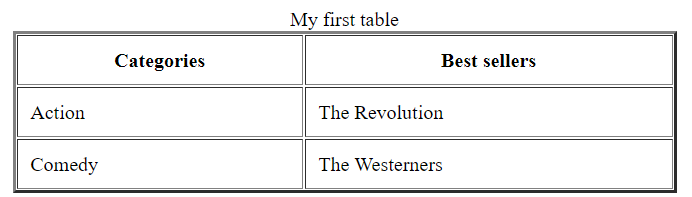 My first table
Categories Best sellers
Action The Revolution
Comedy The Westerners